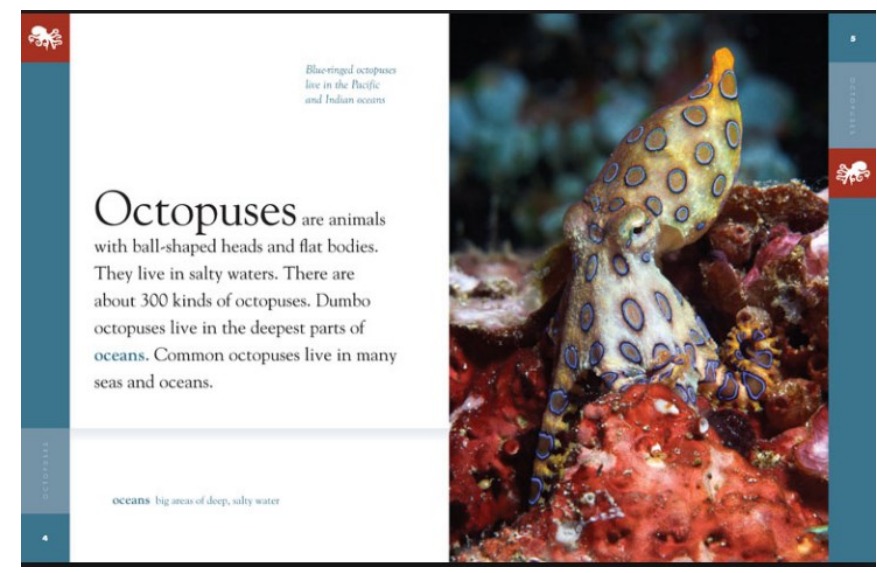 5
OCTOPUSES
Blue-ringed octopuses
live in the Pacific
and Indian oceans
Octopuses are animals
with ball-shaped heads and flat bodies.
They live in salty waters. There are
about 300 kinds of octopuses. Dumbo
octopuses live in the deepest parts of
oceans. Common octopuses live in many
seas and oceans.
OCTOPUSES
oceans big areas of deep, salty water
4